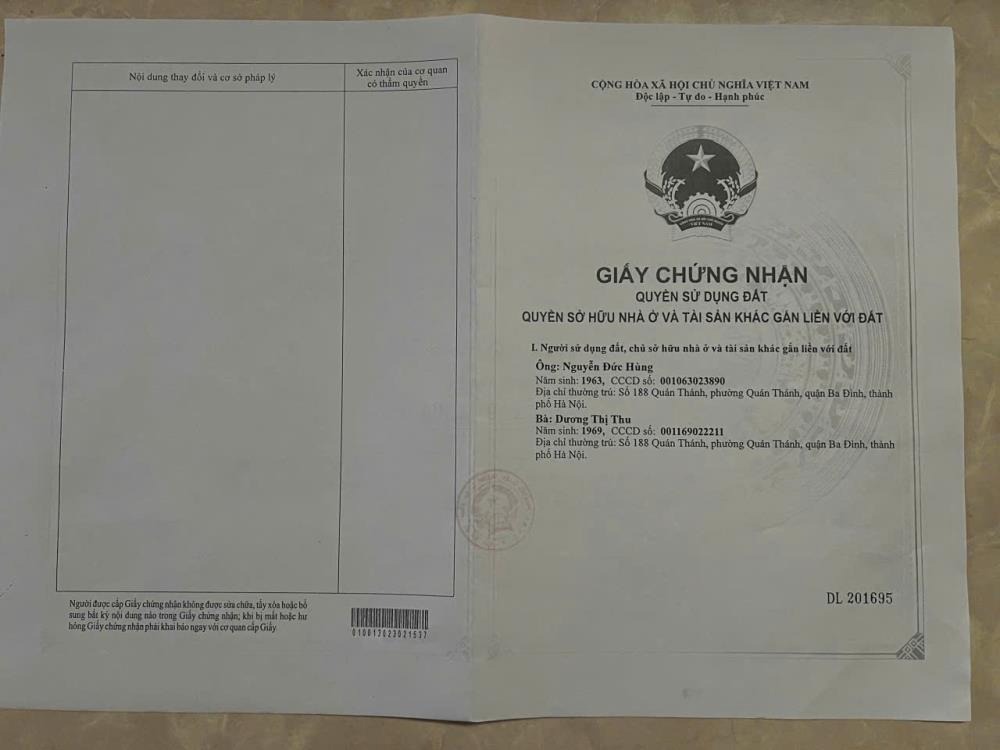 Nội dung thay đổi và cơ sở pháp lý
Xác nhận của cơ quan
có thẩm quyền
Người được cấp Giấy chứng nhận không được sửa chữa, tẩy xóa hoặc bổ
sung bất kỳ nội dung nào trong Giấy chứng nhận; khi bị mất hoặc hư
hỏng Giấy chứng nhận phải khai báo ngay với cơ quan cấp Giấy.
010013023021537
CỘNG HÒA XÃ HỘI CHỦ NGHĨA VIỆT NAM
Độc lập - Tự do - Hạnh phúc
VIỆT NAM
GIẤY CHỨNG NHẬN
QUYỀN SỬ DỤNG ĐẤT
QUYỀN SỞ HỮU NHÀ Ở VÀ TÀI SẢN KHÁC GẮN LIỀN VỚI ĐẤT
I. Người sử dụng đất, chủ sở hữu nhà ở và tài sản khác gắn liền với đất
Ông: Nguyễn Đức Hùng
Năm sinh: 1963, CCCD số: 001063023890
Địa chỉ thường trú: Số 188 Quán Thánh, phường Quán Thánh, quận Ba Đình, thành
phố Hà Nội.
Bà: Dương Thị Thu
Năm sinh: 1969, CCCD số: 001169022211
Địa chỉ thường trú: Số 188 Quán Thánh, phường Quán Thánh, quận Ba Đình, thành
phố Hà Nội.
DL 201695